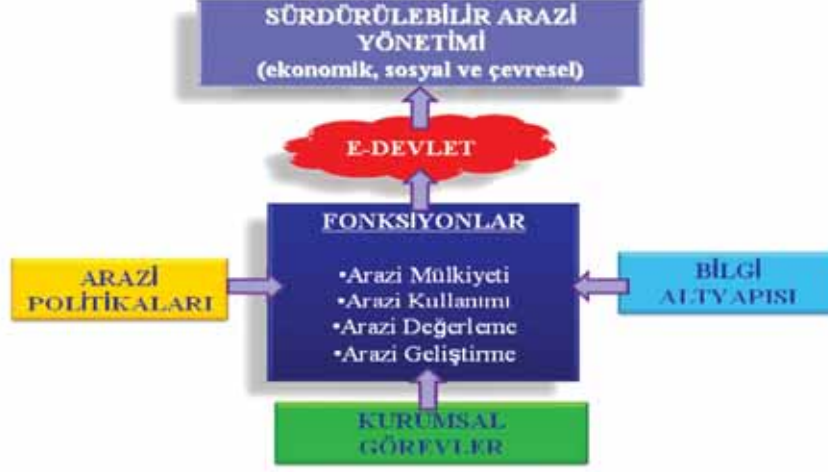 SÜRDÜRÜLEBİLİR ARAZİ
YÖNETİMİ
(ekonomik, sosyal ve çevresel)
E-DEVLET
FONKSİYONLAR
•Arazi Mülkiyeti
•Arazi Kullanımı
•Arazi Değerleme
•Arazi Geliştirme
ARAZİ
POLİTİKALARI
BİLGİ
ALTYAPISI
KURUMSAL
GÖREVLER